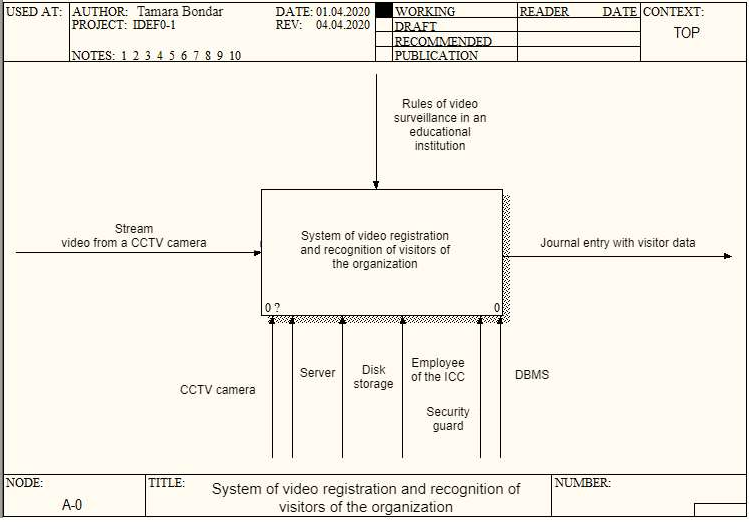 USED AT:
AUTHOR: Tamara Bondar
DATE: 01.04.2020
PROJECT: IDEF0-1
REV: 04.04.2020
NOTES: 1 2 3 4 5 6 7 8 9 10
WORKING
DRAFT
RECOMMENDED
PUBLICATION
READER DATE
CONTEXT:
TOP
Rules of video
surveillance in an
educational
institution
Stream
video from a CCTV camera
System of video registration
and recognition of visitors of
the organization
0 ?
0
Journal entry with visitor data
CCTV camera
Server
Disk
storage
Employee
of the ICC
Security
guard
DBMS
NODE:
A-0
TITLE:
System of video registration and recognition of
visitors of the organization
NUMBER: